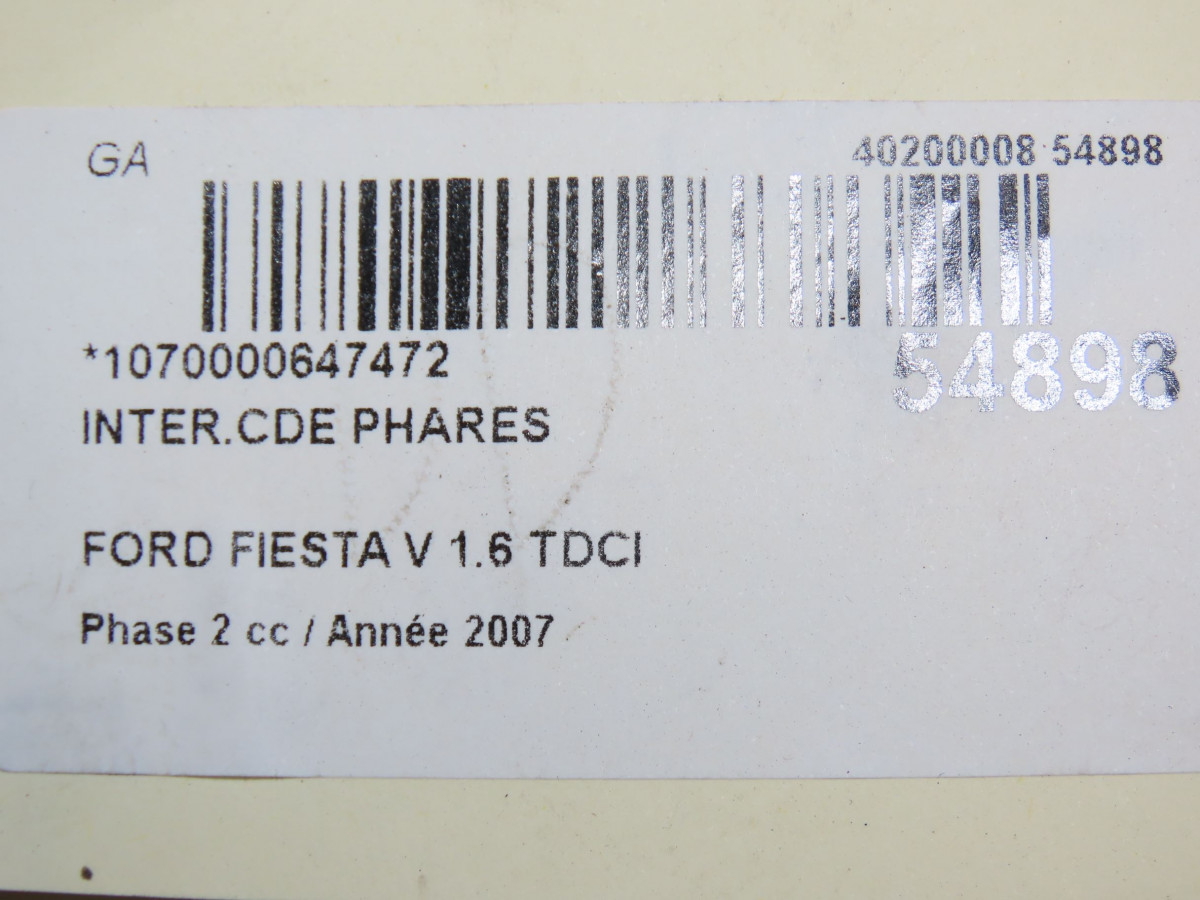 GA
40200008 54898
*1070000647472
54898
INTER.CDE PHARES
FORD FIESTA V 1.6 TDCI
Phase 2 cc / Année 2007